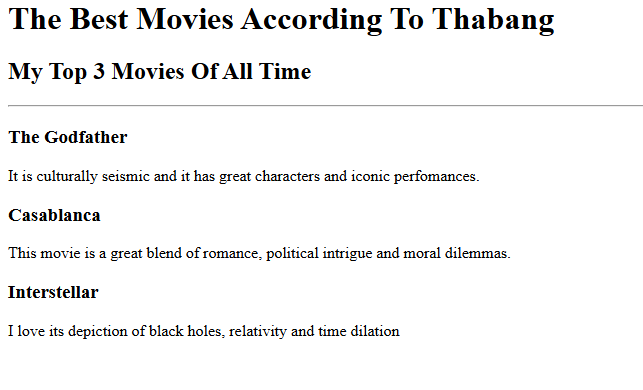 The Best Movies According To Thabang
My Top 3 Movies Of All Time
The Godfather
It is culturally seismic and it has great characters and iconic perfomances.
Casablanca
This movie is a great blend of romance, political intrigue and moral dilemmas.
Interstellar
I love its depiction of black holes, relativity and time dilation